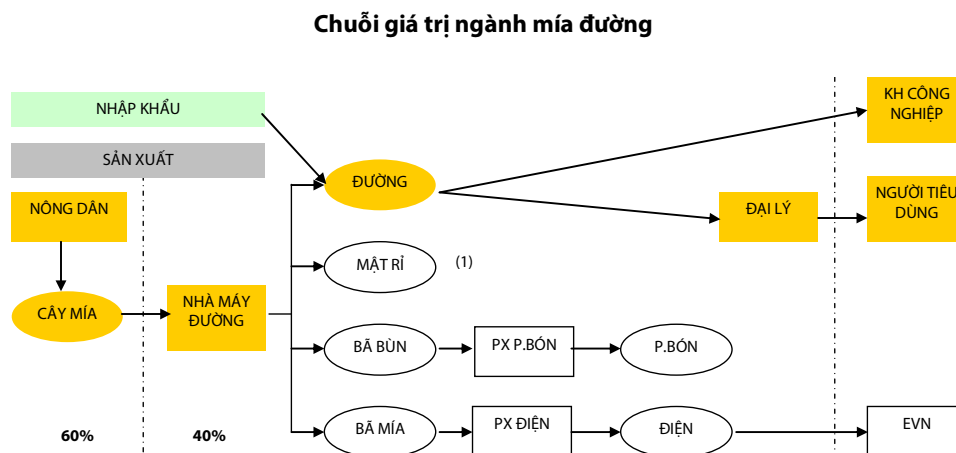 Chuỗi giá trị ngành mía đường
NHẬP KHẨU
KH CÔNG
NGHIỆP
SẢN XUẤT
ĐƯỜNG
NÔNG DÂN
ĐẠI LÝ
NGƯỜI TIÊU
DÙNG
MẬT RỈ
(1)
CÂY MÍA
NHÀ MÁY
ĐƯỜNG
BÃ BÙN
PX P.BÓN
P.BÓN
60%
40%
BÃ MÍA
PX ĐIỆN
ĐIỆN
EVN